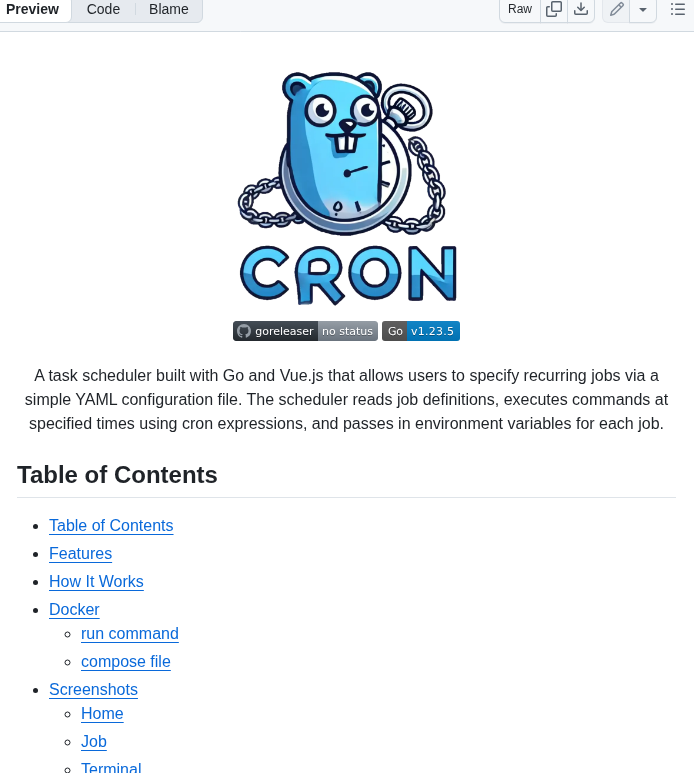 Preview Code Blame Raw
CRON
goreleaser no status Go v1.23.5
A task scheduler built with Go and Vue.js that allows users to specify recurring jobs via a
simple YAML configuration file. The scheduler reads job definitions, executes commands at
specified times using cron expressions, and passes in environment variables for each job.
Table of Contents
Table of Contents
Features
How It Works
Docker
run command
compose file
Screenshots
Home
Job
Terminal